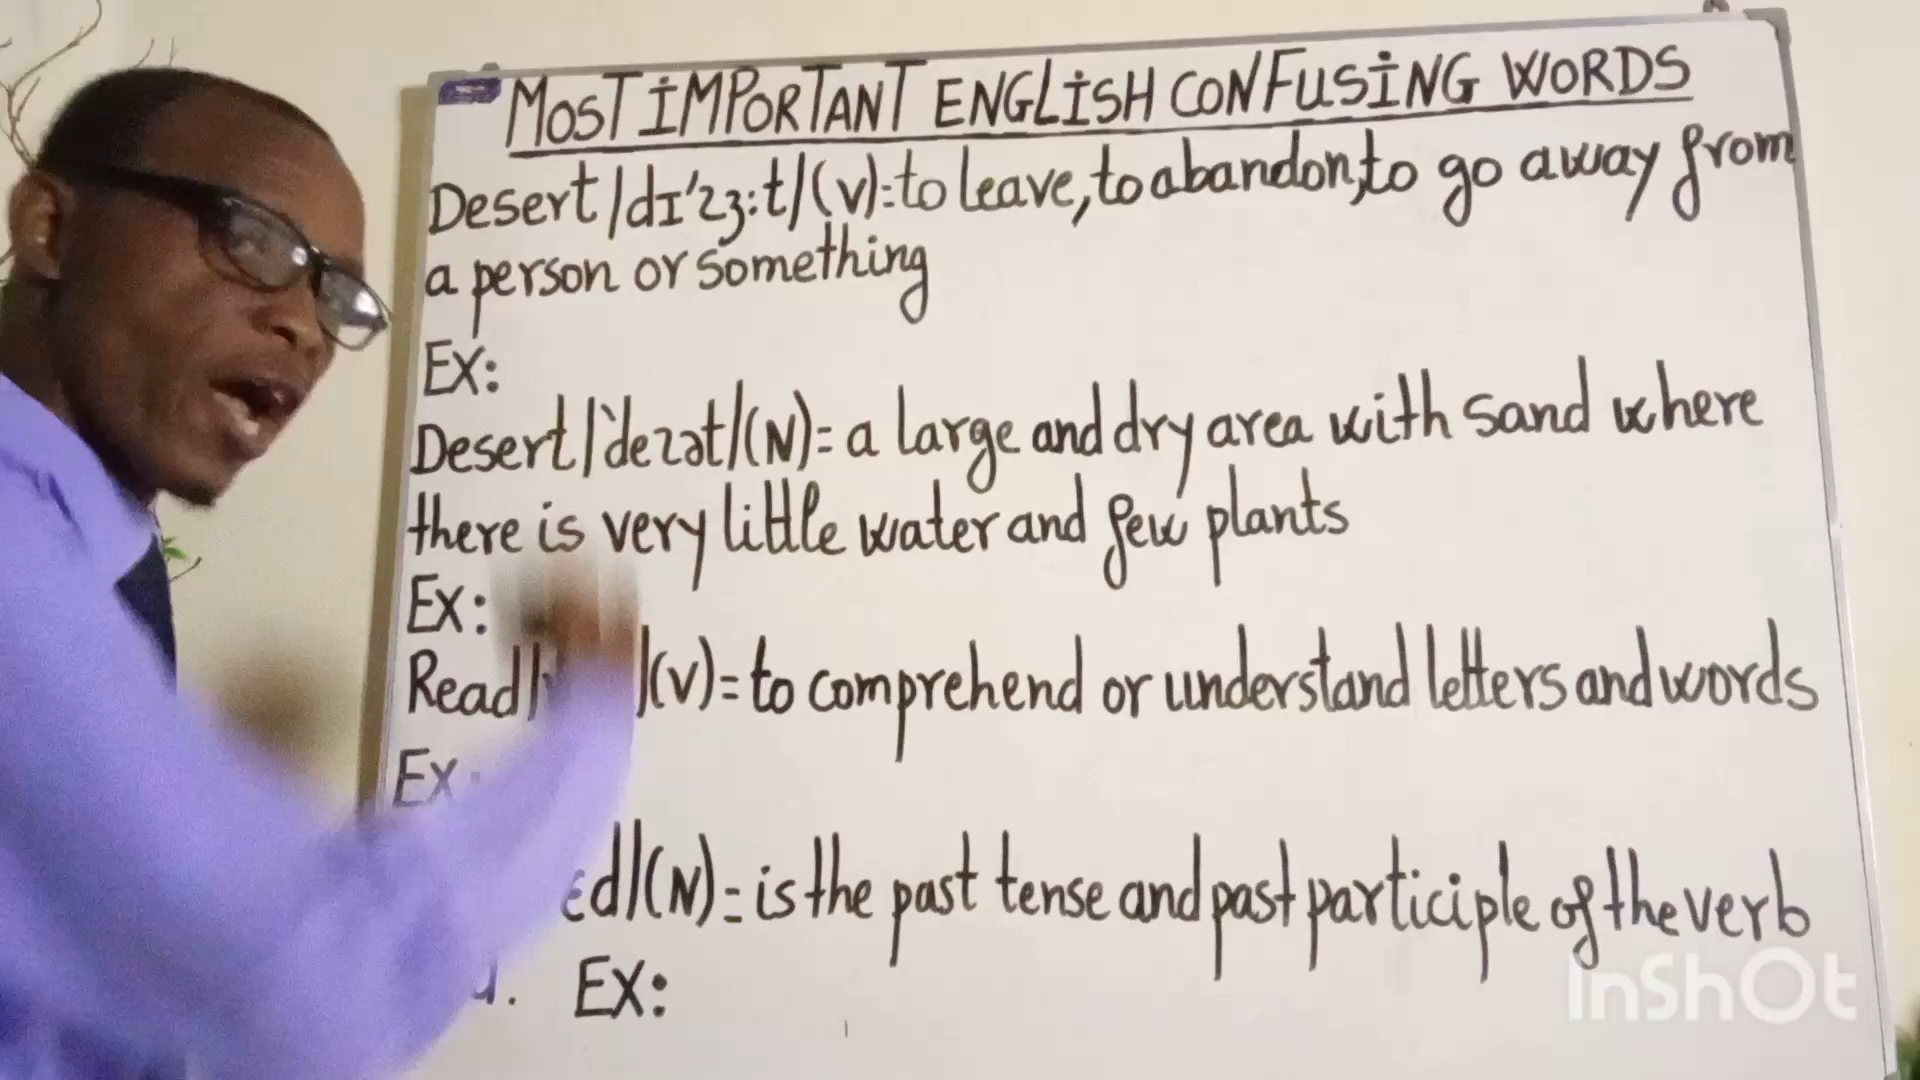 MOST IMPORTANT ENGLISH CONFUSING WORDS
Desert/dɪ'zɜ:t/(V):to leave, to abandon, to go away from
a person or something
EX:
Desert/'dezət/(N)= a large and dry area with sand where
there is very little water and few plants
EX:
Read/ /(V)= to comprehend or understand letters and words
EX
ɛd/(N)= is the past tense and past participle of the verb
EX:
InShOt